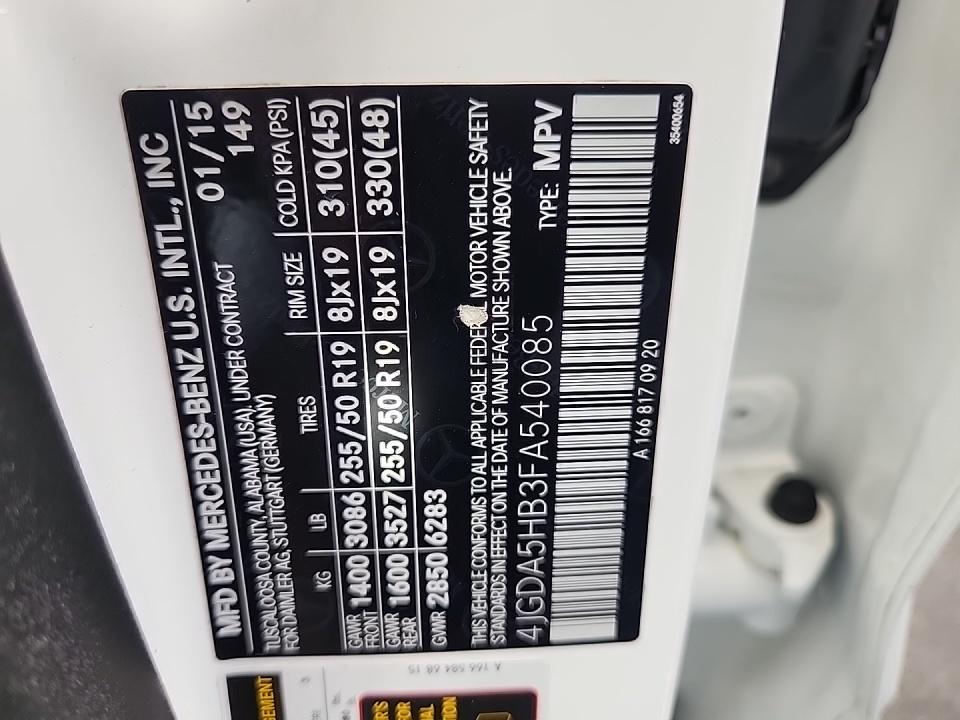 MFD BY MERCEDES-BENZ U.S. INTL., INC
TUSCALOOSA COUNTY, ALABAMA (USA), UNDER CONTRACT 01/15
FOR DAIMLER AG, STUTTGART (GERMANY) 149
KG LB TIRES RIM SIZE COLD KPA (PSI)
GAWR FRONT 1400 3086 255/50 R19 8Jx19 310(45)
GAWR REAR 1600 3527 255/50 R19 8Jx19 330(48)
GVWR 2850 6283
THIS VEHICLE CONFORMS TO ALL APPLICABLE FEDERAL MOTOR VEHICLE SAFETY
STANDARDS IN EFFECT ON THE DATE OF MANUFACTURE SHOWN ABOVE.
4JGDA5HB3FA540085 TYPE: MPV
A 166 817 09 20
35400654
A 166 584 68 15